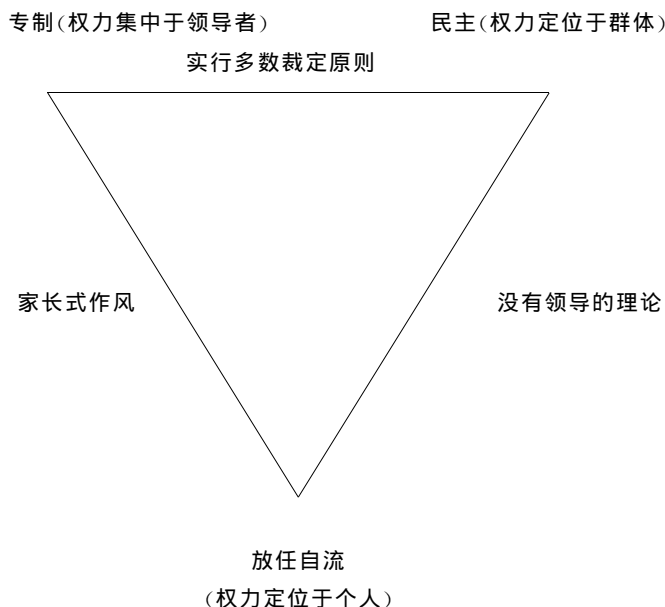 专制(权力集中于领导者)
民主(权力定位于群体)
实行多数裁定原则
家长式作风
没有领导的理论
放任自流
(权力定位于个人)